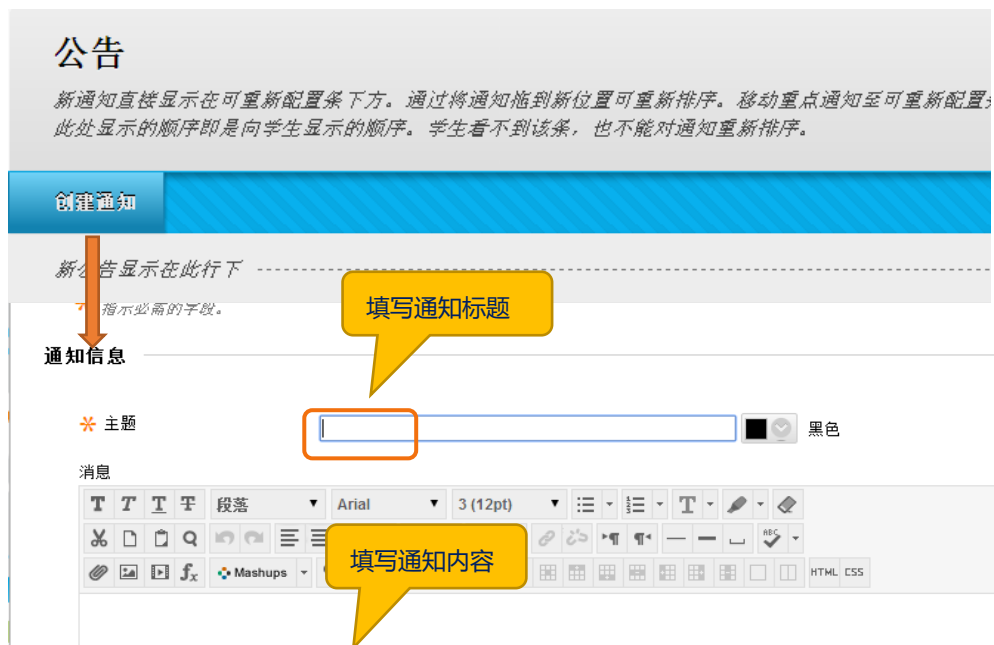 公告
新通知直接显示在可重新配置条下方。通过将通知拖到新位置可重新排序。移动重点通知至可重新配置
此处显示的顺序即是向学生显示的顺序。学生看不到该条，也不能对通知重新排序。
创建通知
新公告显示在此行下
指示必需的字段。
填写通知标题
通知信息
主题
黑色
消息
T T T T 段落 Arial 3 (12pt) T
ABC
填写通知内容
fx Mashups HTML CSS